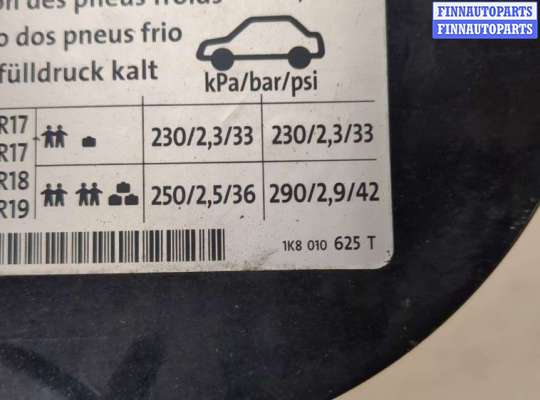 des pneus froids
dos pneus frio
fülldruck kalt
kPa/bar/psi
R17
R17
230/2,3/33 230/2,3/33
R18
R19
250/2,5/36 290/2,9/42
1K8 010 625 T
FINNAUTOPARTS
FINNAUTOPARTS